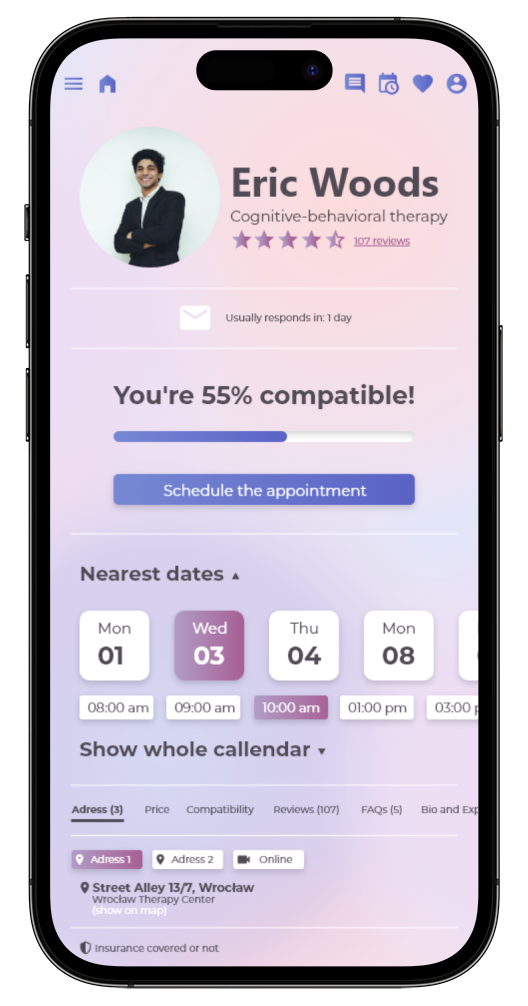 Eric Woods
Cognitive-behavioral therapy
107 reviews
Usually responds in: 1 day
You're 55% compatible!
Schedule the appointment
Nearest dates ▲
Mon Wed Thu Mon
01 03 04 08
08:00 am 09:00 am 10:00 am 01:00 pm 03:00
Show whole callendar ▼
Adress (3) Price Compatibility Reviews (107) FAQs (5) Bio and Exp
Adress 1 Adress 2 Online
Street Alley 13/7, Wrocław
Wrocław Therapy Center
(show on map)
Insurance covered or not